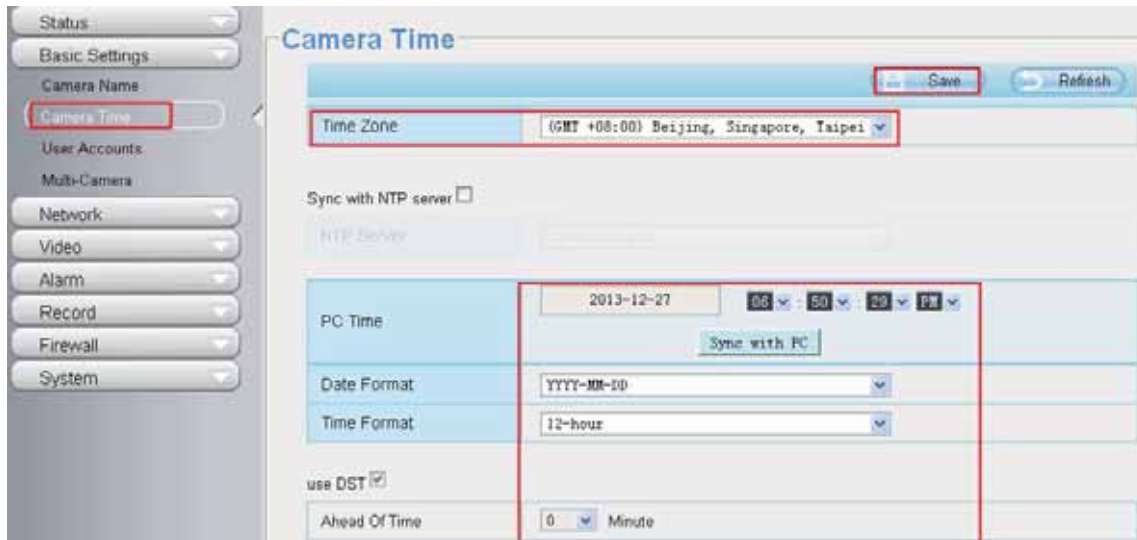 Status
Basic Settings
Camera Name
Camera Time
User Accounts
Multi-Camera
Network
Video
Alarm
Record
Firewall
System
Camera Time
Save
Refresh
Time Zone
(GMT +08:00) Beijing, Singapore, Taipei
Sync with NTP server
NTP Server
PC Time
2013-12-27
06 : 50 : 29 PM
Sync with PC
Date Format
YYYY-MM-DD
Time Format
12-hour
use DST
Ahead Of Time
0 Minute